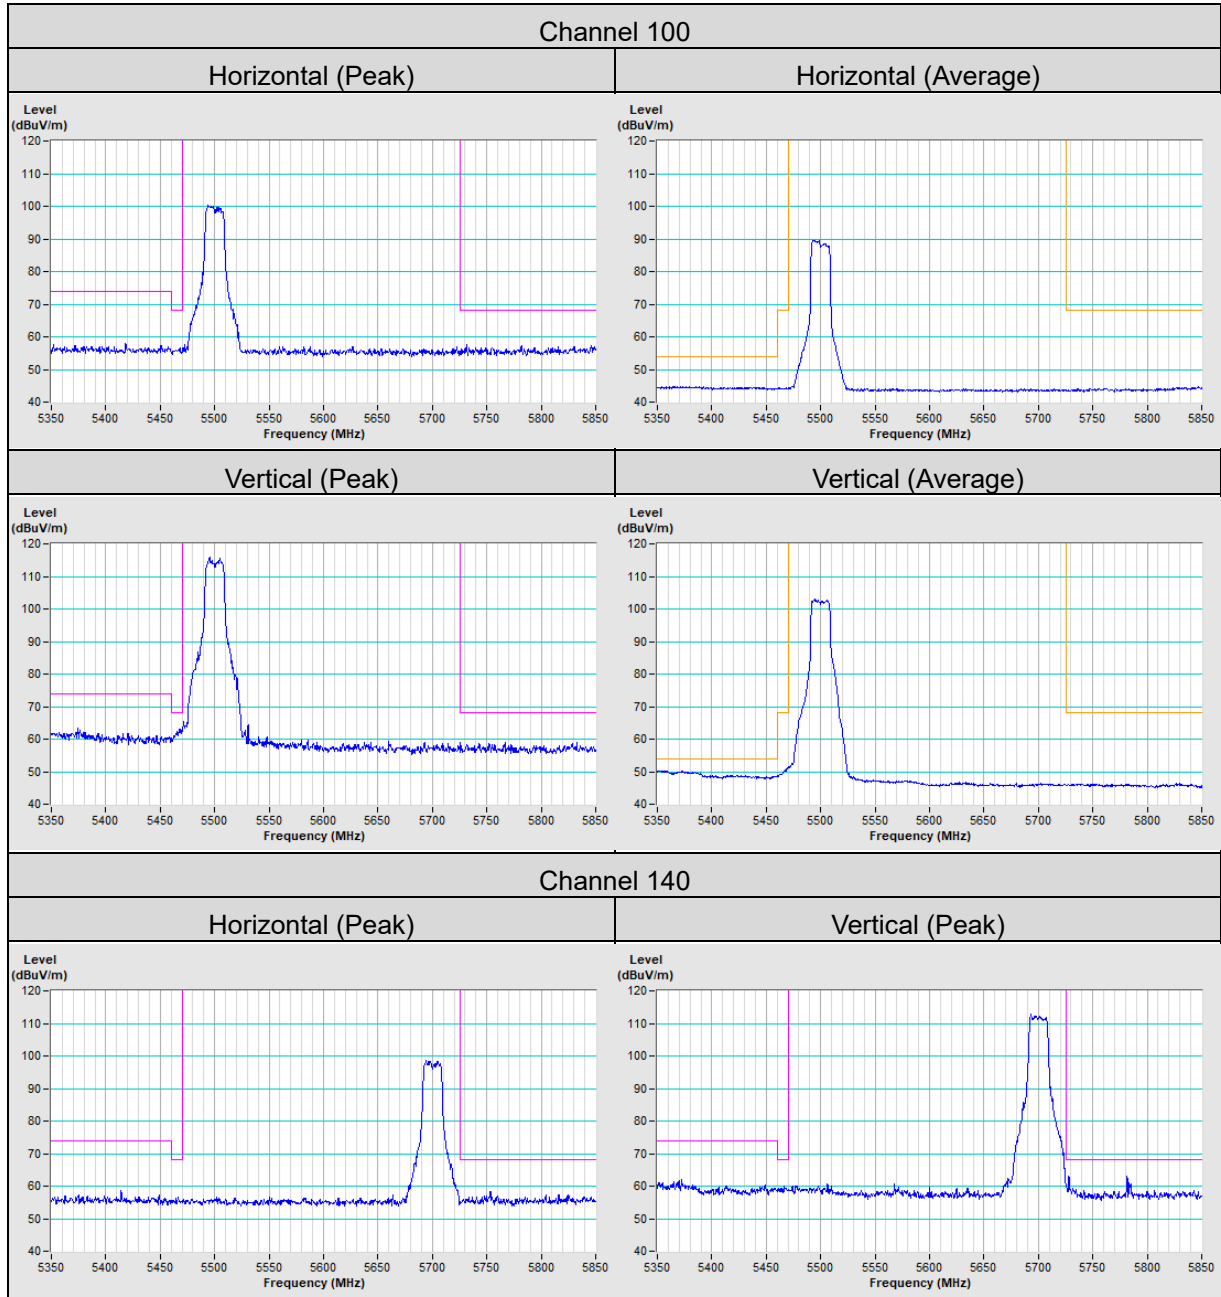 Channel 100
Horizontal (Peak) Horizontal (Average)
Level Level
(dBuV/m) (dBuV/m)
120 120
110 110
100 100
90 90
80 80
70 70
60 60
50 50
40 40
5350 5400 5450 5500 5550 5600 5650 5700 5750 5800 5850 5350 5400 5450 5500 5550 5600 5650 5700 5750 5800 5850
Frequency (MHz) Frequency (MHz)
Vertical (Peak) Vertical (Average)
Level Level
(dBuV/m) (dBuV/m)
120 120
110 110
100 100
90 90
80 80
70 70
60 60
50 50
40 40
5350 5400 5450 5500 5550 5600 5650 5700 5750 5800 5850 5350 5400 5450 5500 5550 5600 5650 5700 5750 5800 5850
Frequency (MHz) Frequency (MHz)
Channel 140
Horizontal (Peak) Vertical (Peak)
Level Level
(dBuV/m) (dBuV/m)
120 120
110 110
100 100
90 90
80 80
70 70
60 60
50 50
40 40
5350 5400 5450 5500 5550 5600 5650 5700 5750 5800 5850 5350 5400 5450 5500 5550 5600 5650 5700 5750 5800 5850
Frequency (MHz) Frequency (MHz)